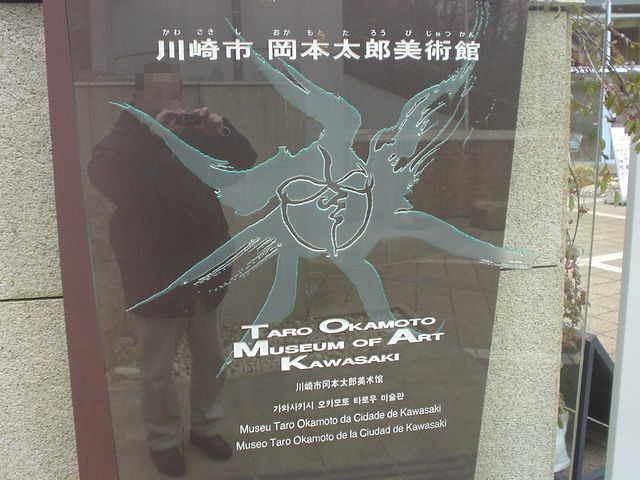 かわ さき し おか もと た ろう び じゅつ かん
川崎市 岡本太郎美術館
TARO OKAMOTO
MUSEUM OF ART
KAWASAKI
川崎市冈本太郎美术馆
가와사키시 오카모토 타로우 미술관
Museu Taro Okamoto da Cidade de Kawasaki
Museo Taro Okamoto de la Ciudad de Kawasaki